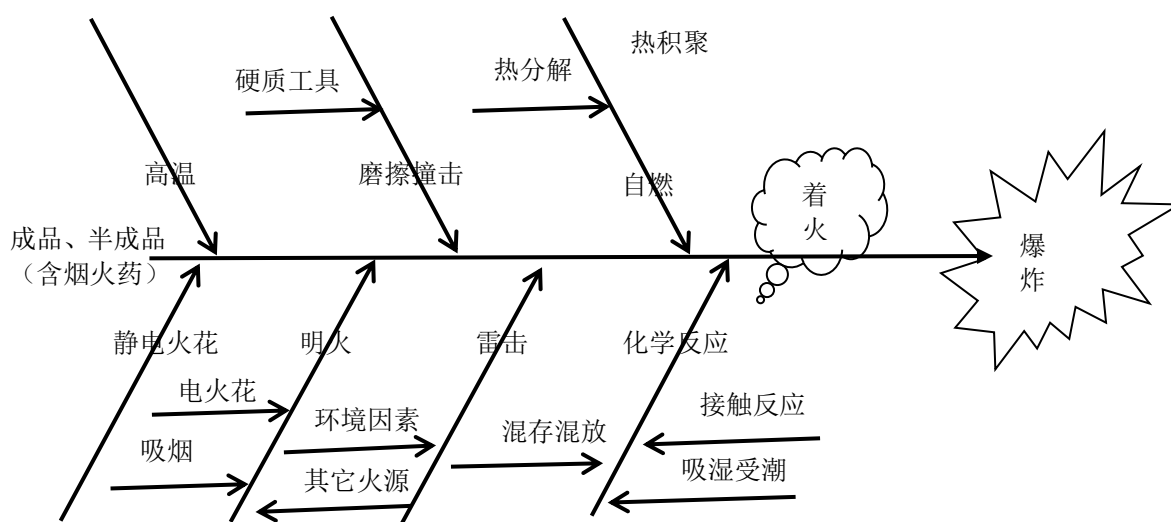 热积聚
热分解
硬质工具
高温
磨擦撞击
自燃
着
火
成品、半成品
（含烟火药）
爆
炸
静电火花
明火
雷击
化学反应
电火花
环境因素
接触反应
混存混放
吸烟
其它火源
吸湿受潮